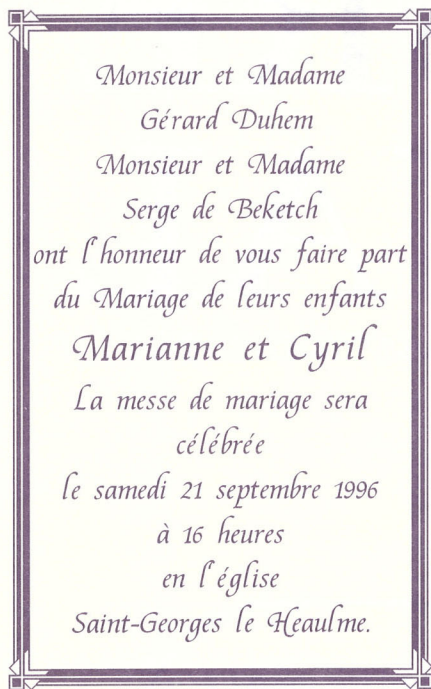 Monsieur et Madame
Gérard Duhem
Monsieur et Madame
Serge de Beketch
ont l'honneur de vous faire part
du Mariage de leurs enfants
Marianne et Cyril
La messe de mariage sera
célébrée
le samedi 21 septembre 1996
à 16 heures
en l'église
Saint-Georges le Heaulme.